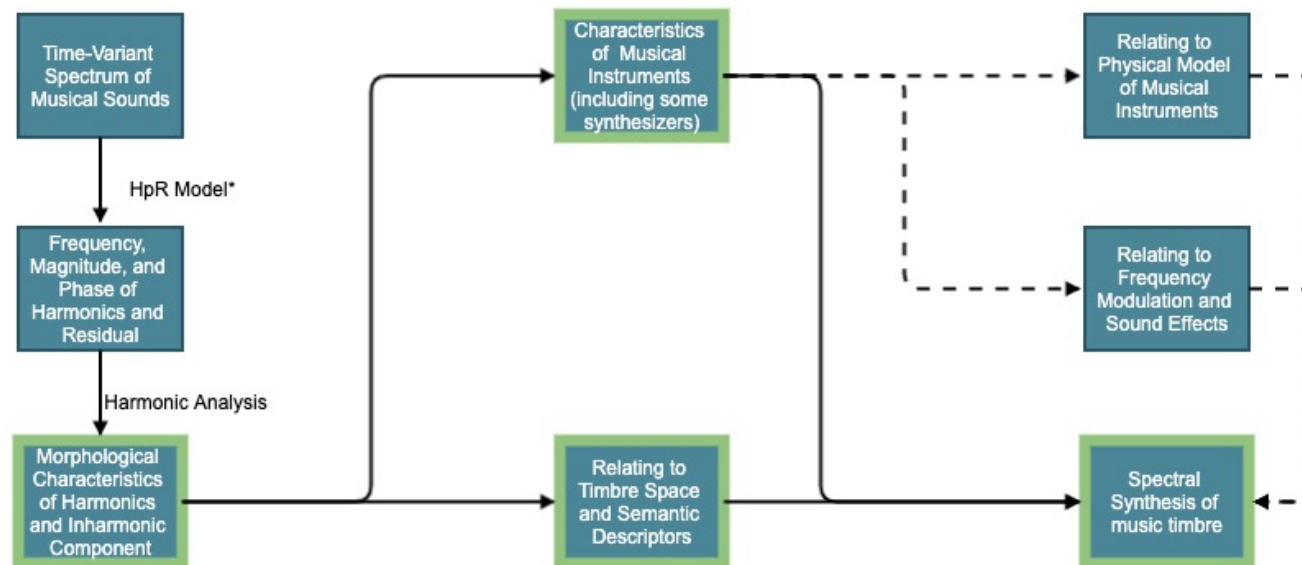 Time-Variant
Spectrum of
Musical Sounds
HpR Model*
Frequency,
Magnitude, and
Phase of
Harmonics and
Residual
Harmonic Analysis
Morphological
Characteristics
of Harmonics
and Inharmonic
Component
Characteristics
of Musical
Instruments
(including some
synthesizers)
Relating to
Timbre Space
and Semantic
Descriptors
Relating to
Physical Model
of Musical
Instruments
Relating to
Frequency
Modulation and
Sound Effects
Spectral
Synthesis of
music timbre